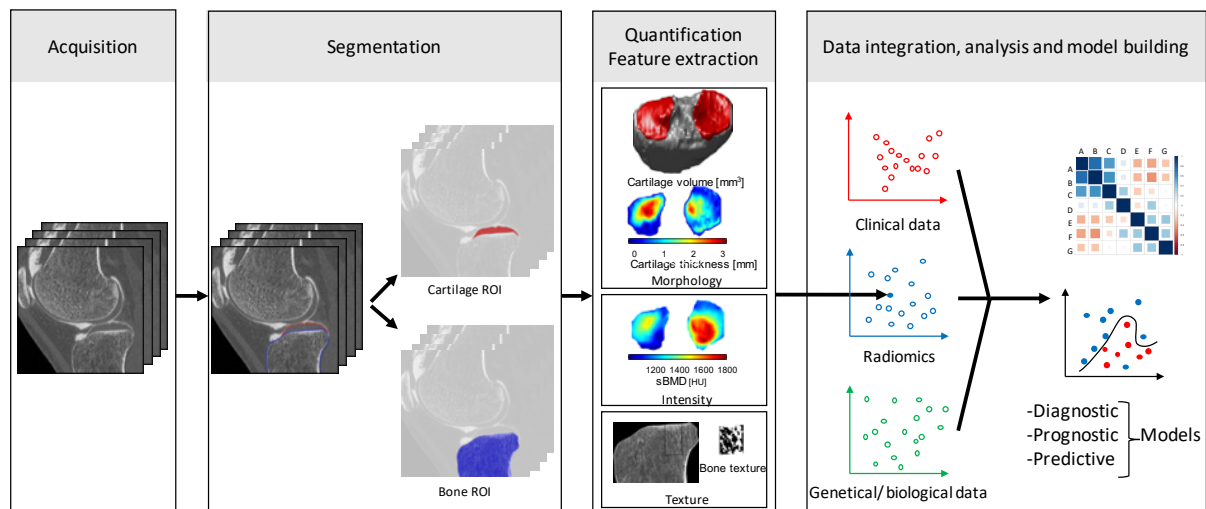 Acquisition
Segmentation
Quantification
Feature extraction
Data integration, analysis and model building
Cartilage ROI
Bone ROI
Cartilage volume [mm³]
0 1 2 3
Cartilage thickness [mm]
Morphology
1200 1400 1600 1800
sBMD [HU]
Intensity
Bone texture
Texture
Clinical data
Radiomics
Genetical/ biological data
A B C D E F G
A
B
C
D
E
F
G
-Diagnostic
-Prognostic
-Predictive
Models